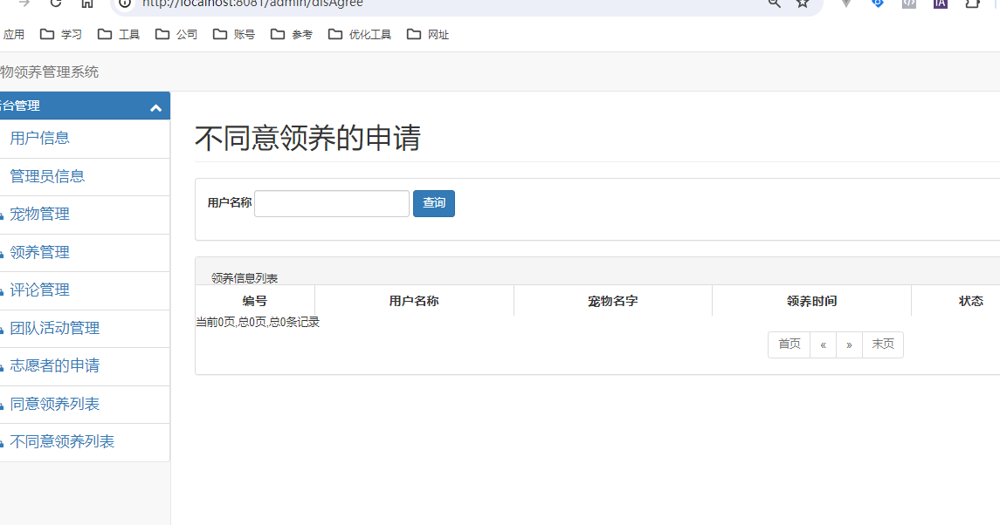 http://localhost:8081/admin/disAgree
应用 学习 工具 公司 账号 参考 优化工具 网址
物领养管理系统
台管理
用户信息
管理员信息
宠物管理
领养管理
评论管理
团队活动管理
志愿者的申请
同意领养列表
不同意领养列表
不同意领养的申请
用户名称 查询
领养信息列表
编号 用户名称 宠物名字 领养时间 状态
当前0页,总0页,总0条记录
首页 « » 末页